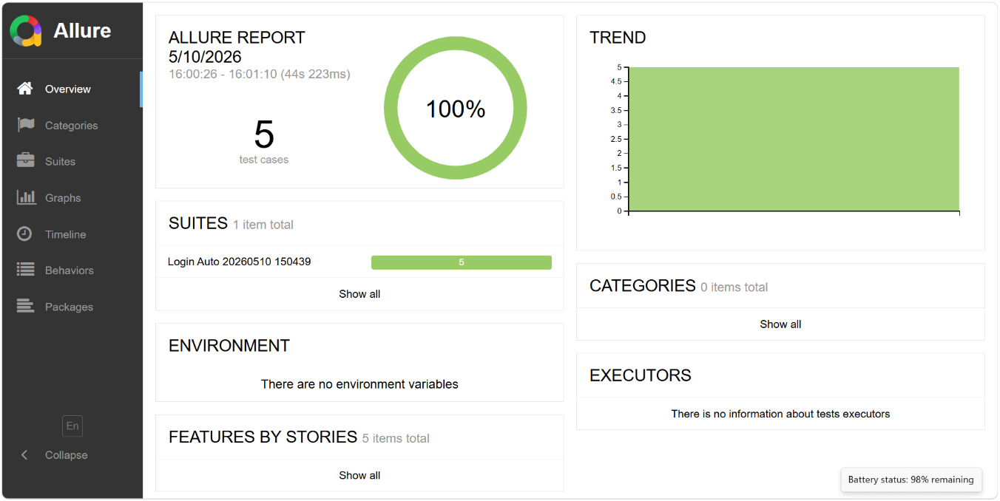 Allure
Overview
Categories
Suites
Graphs
Timeline
Behaviors
Packages
En
Collapse
ALLURE REPORT
5/10/2026
16:00:26 - 16:01:10 (44s 223ms)
5
test cases
100%
SUITES 1 item total
Login Auto 20260510 150439 5
Show all
ENVIRONMENT
There are no environment variables
FEATURES BY STORIES 5 items total
Show all
TREND
5
4.5
4
3.5
3
2.5
2
1.5
1
0.5
0
CATEGORIES 0 items total
Show all
EXECUTORS
There is no information about tests executors
Battery status: 98% remaining